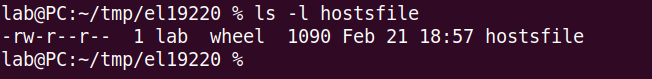 lab@PC:~/tmp/el19220 % ls -l hostsfile
-rw-r--r--  1 lab  wheel  1090 Feb 21 18:57 hostsfile
lab@PC:~/tmp/el19220 %